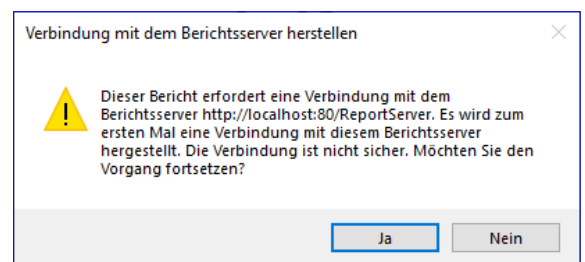 Verbindung mit dem Berichtsserver herstellen
Dieser Bericht erfordert eine Verbindung mit dem
Berichtsserver http://localhost:80/ReportServer. Es wird zum
ersten Mal eine Verbindung mit diesem Berichtsserver
hergestellt. Die Verbindung ist nicht sicher. Möchten Sie den
Vorgang fortsetzen?
Ja Nein